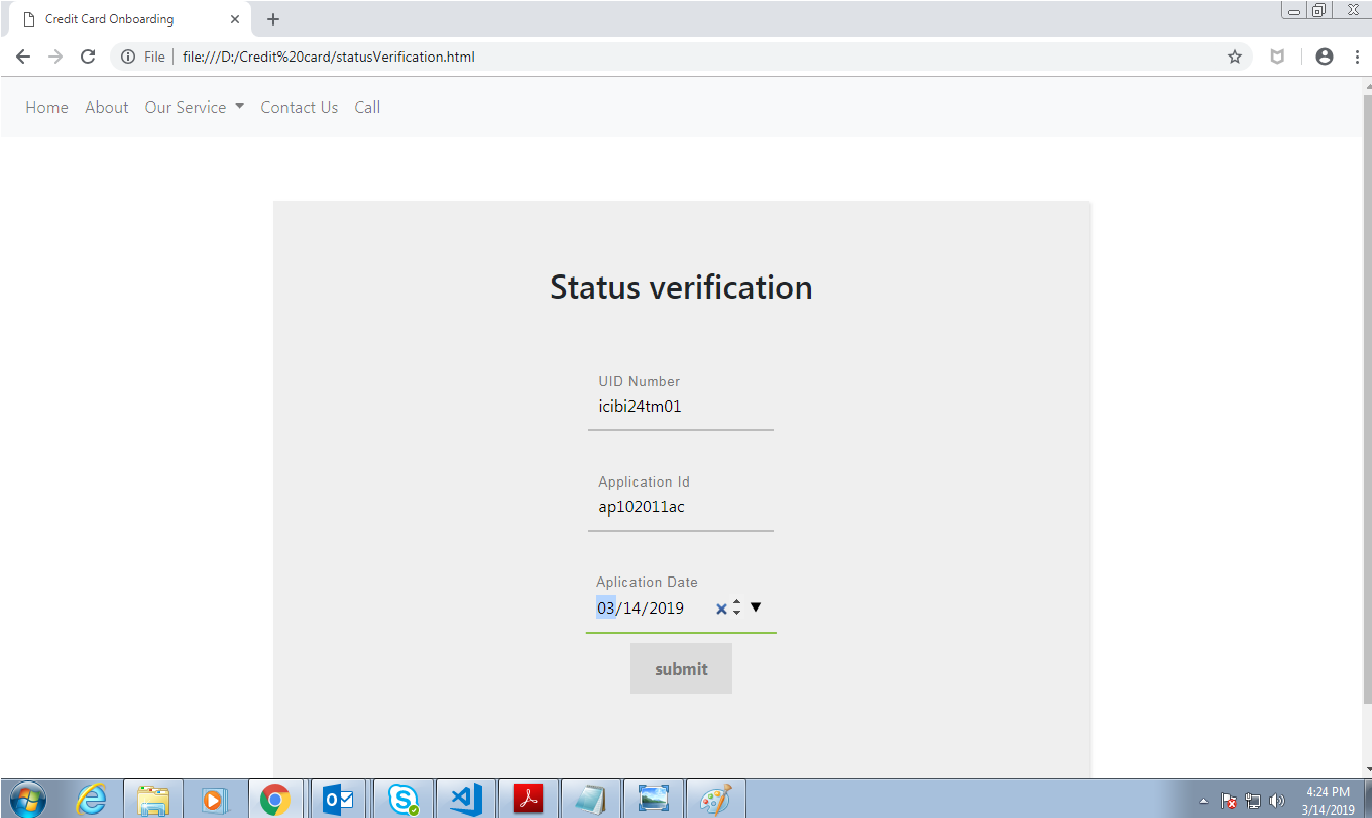 Credit Card Onboarding
File file:///D:/Credit%20card/statusVerification.html
Home About Our Service Contact Us Call
Status verification
UID Number
icibi24tm01
Application Id
ap102011ac
Aplication Date
03/14/2019
submit
4:24 PM
3/14/2019